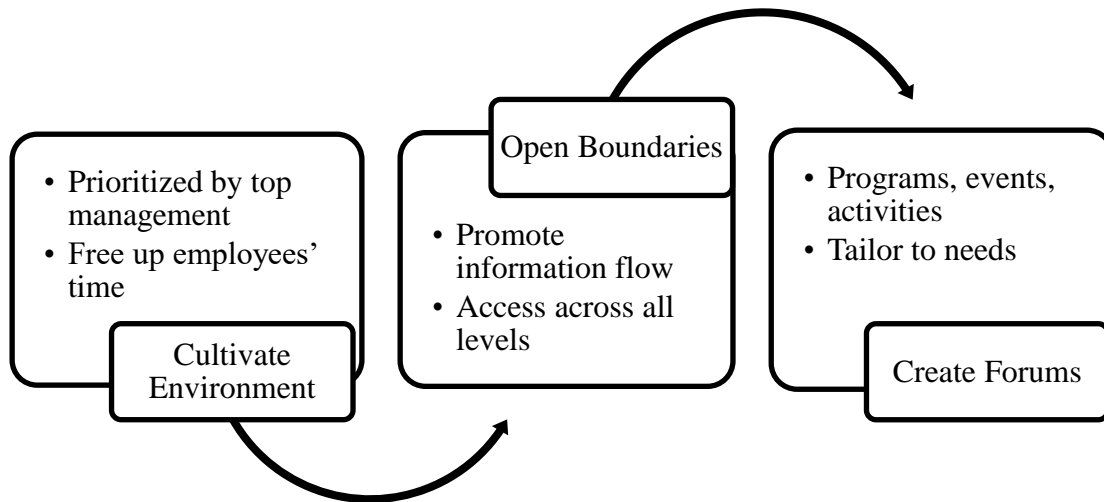 • Prioritized by top
management
• Free up employees’
time
Cultivate
Environment
Open Boundaries
• Promote
information flow
• Access across all
levels
• Programs, events,
activities
• Tailor to needs
Create Forums